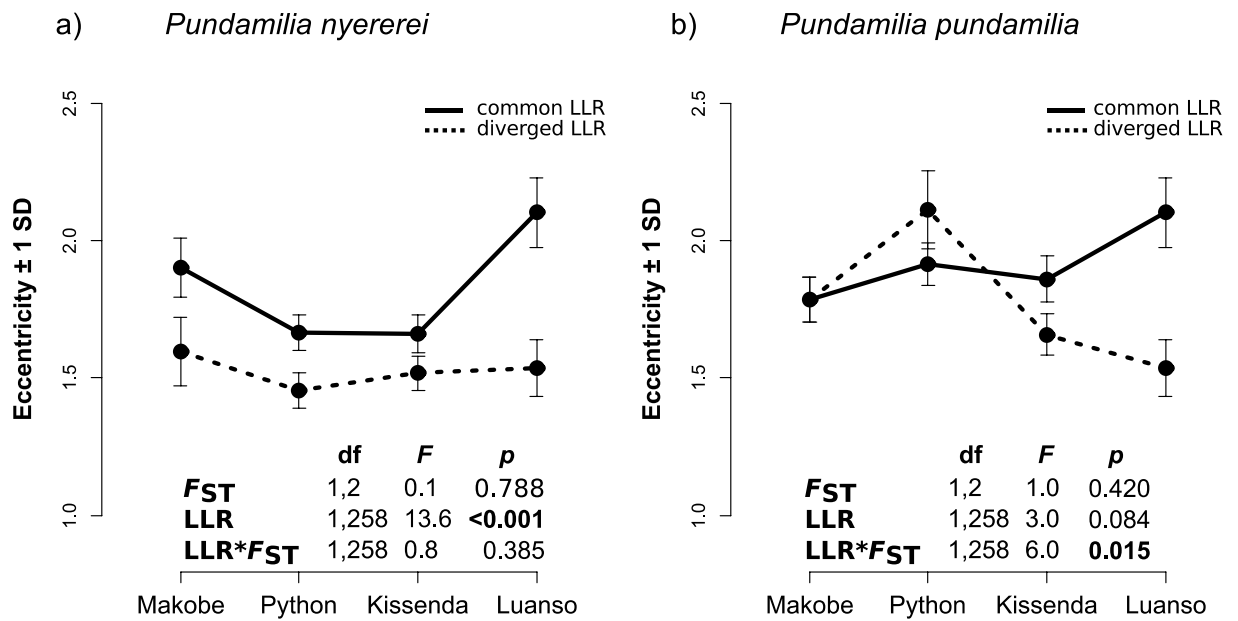 a) Pundamilia nyererei
2.5
2.0
1.5
1.0
Eccentricity ± 1 SD
common LLR
diverged LLR
df F p
FST 1,2 0.1 0.788
LLR 1,258 13.6 <0.001
LLR*FST 1,258 0.8 0.385
Makobe Python Kissenda Luanso
b) Pundamilia pundamilia
2.5
2.0
1.5
1.0
Eccentricity ± 1 SD
common LLR
diverged LLR
df F p
FST 1,2 1.0 0.420
LLR 1,258 3.0 0.084
LLR*FST 1,258 6.0 0.015
Makobe Python Kissenda Luanso